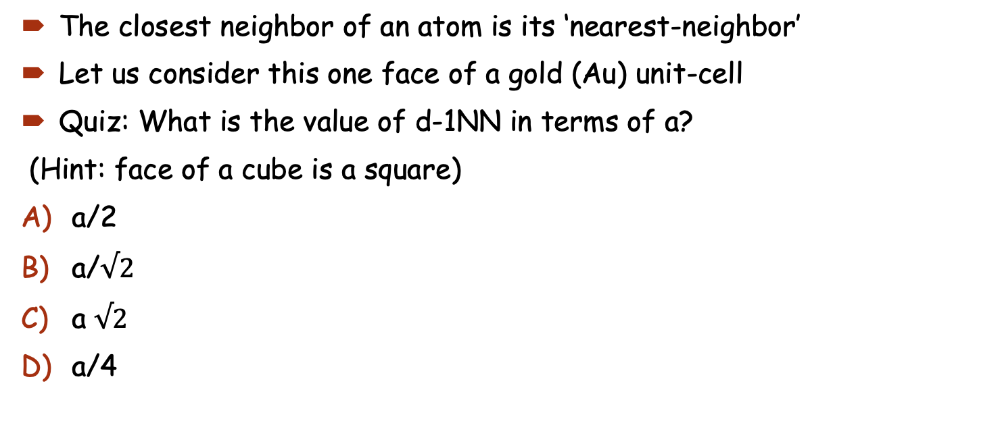 The closest neighbor of an atom is its 'nearest-neighbor'
Let us consider this one face of a gold (Au) unit-cell
Quiz: What is the value of d-1NN in terms of a?
(Hint: face of a cube is a square)
A) a/2
B) a/√2
C) a √2
D) a/4